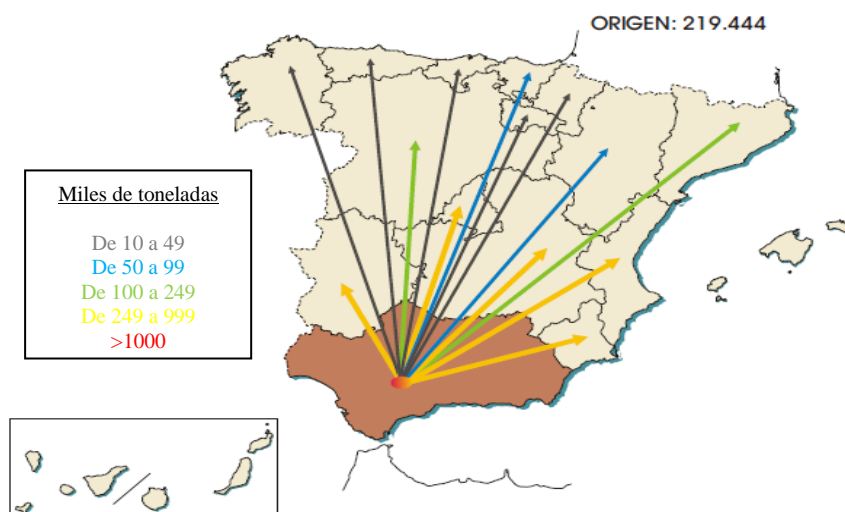 ORIGEN: 219.444
Miles de toneladas
De 10 a 49
De 50 a 99
De 100 a 249
De 249 a 999
>1000